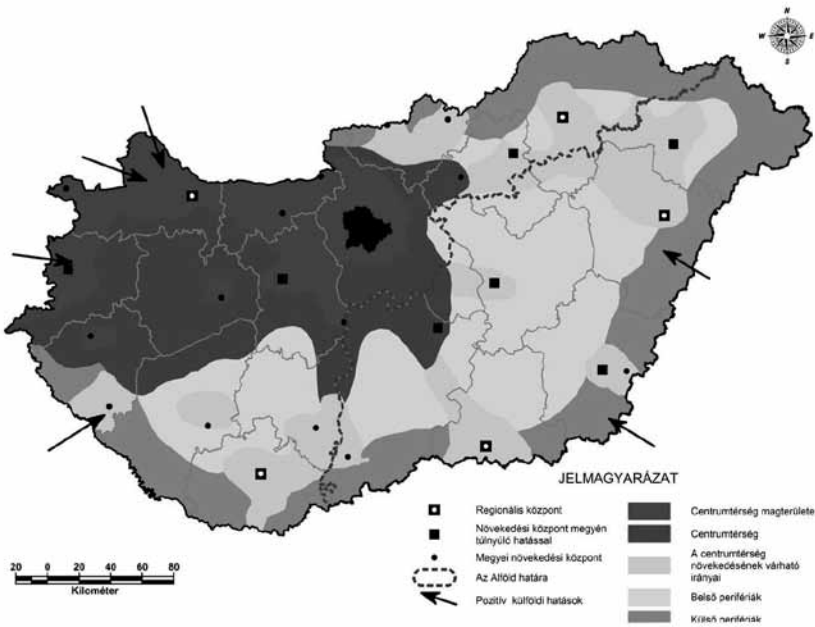 N
W E
S
JELMAGYARÁZAT
Regionális központ
Növekedési központ megyén
túlnyúló hatással
Megyei növekedési központ
Az Alföld határa
Pozitív külföldi hatások
Centrumtérség magterülete
Centrumtérség
A centrumtérség
növekedésének várható
irányai
Belső perifériák
Külső perifériák
20 0 20 40 60 80
Kilométer